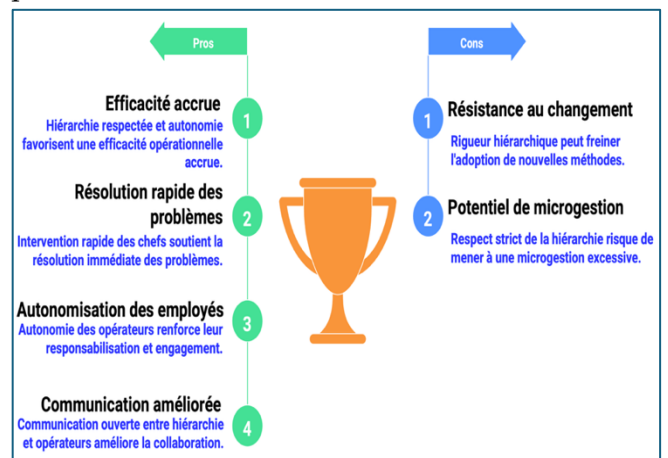 Pros
1
Efficacité accrue
Hiérarchie respectée et autonomie
favorisent une efficacité opérationnelle
accrue.
2
Résolution rapide des
problèmes
Intervention rapide des chefs soutient la
résolution immédiate des problèmes.
3
Autonomisation des employés
Autonomie des opérateurs renforce leur
responsabilisation et engagement.
4
Communication améliorée
Communication ouverte entre hiérarchie
et opérateurs améliore la collaboration.
Cons
1
Résistance au changement
Rigueur hiérarchique peut freiner
l'adoption de nouvelles méthodes.
2
Potentiel de microgestion
Respect strict de la hiérarchie risque de
mener à une microgestion excessive.